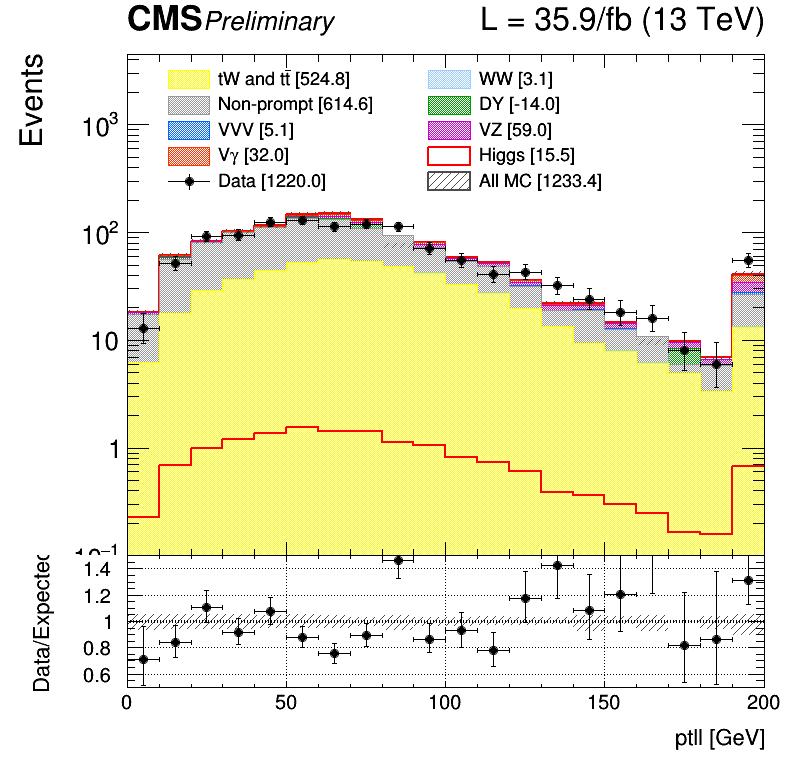 CMS Preliminary L = 35.9/fb (13 TeV)
Events
tW and tt̄ [524.8] WW [3.1]
Non-prompt [614.6] DY [-14.0]
VVV [5.1] VZ [59.0]
Vγ [32.0] Higgs [15.5]
Data [1220.0] All MC [1233.4]
10³
10²
10
1
10⁻¹
Data/Expected
1.4
1.2
1
0.8
0.6
0 50 100 150 200
ptll [GeV]